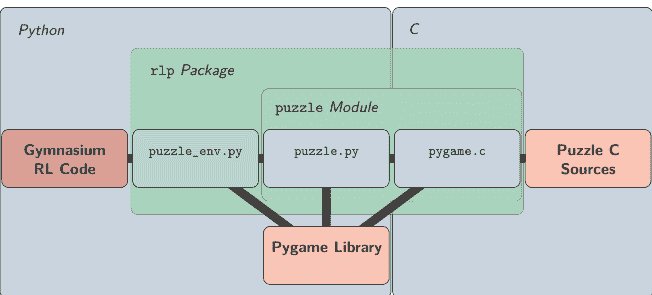 Python
C
rlp Package
puzzle Module
Gymnasium
RL Code
puzzle_env.py
puzzle.py
pygame.c
Puzzle C
Sources
Pygame Library